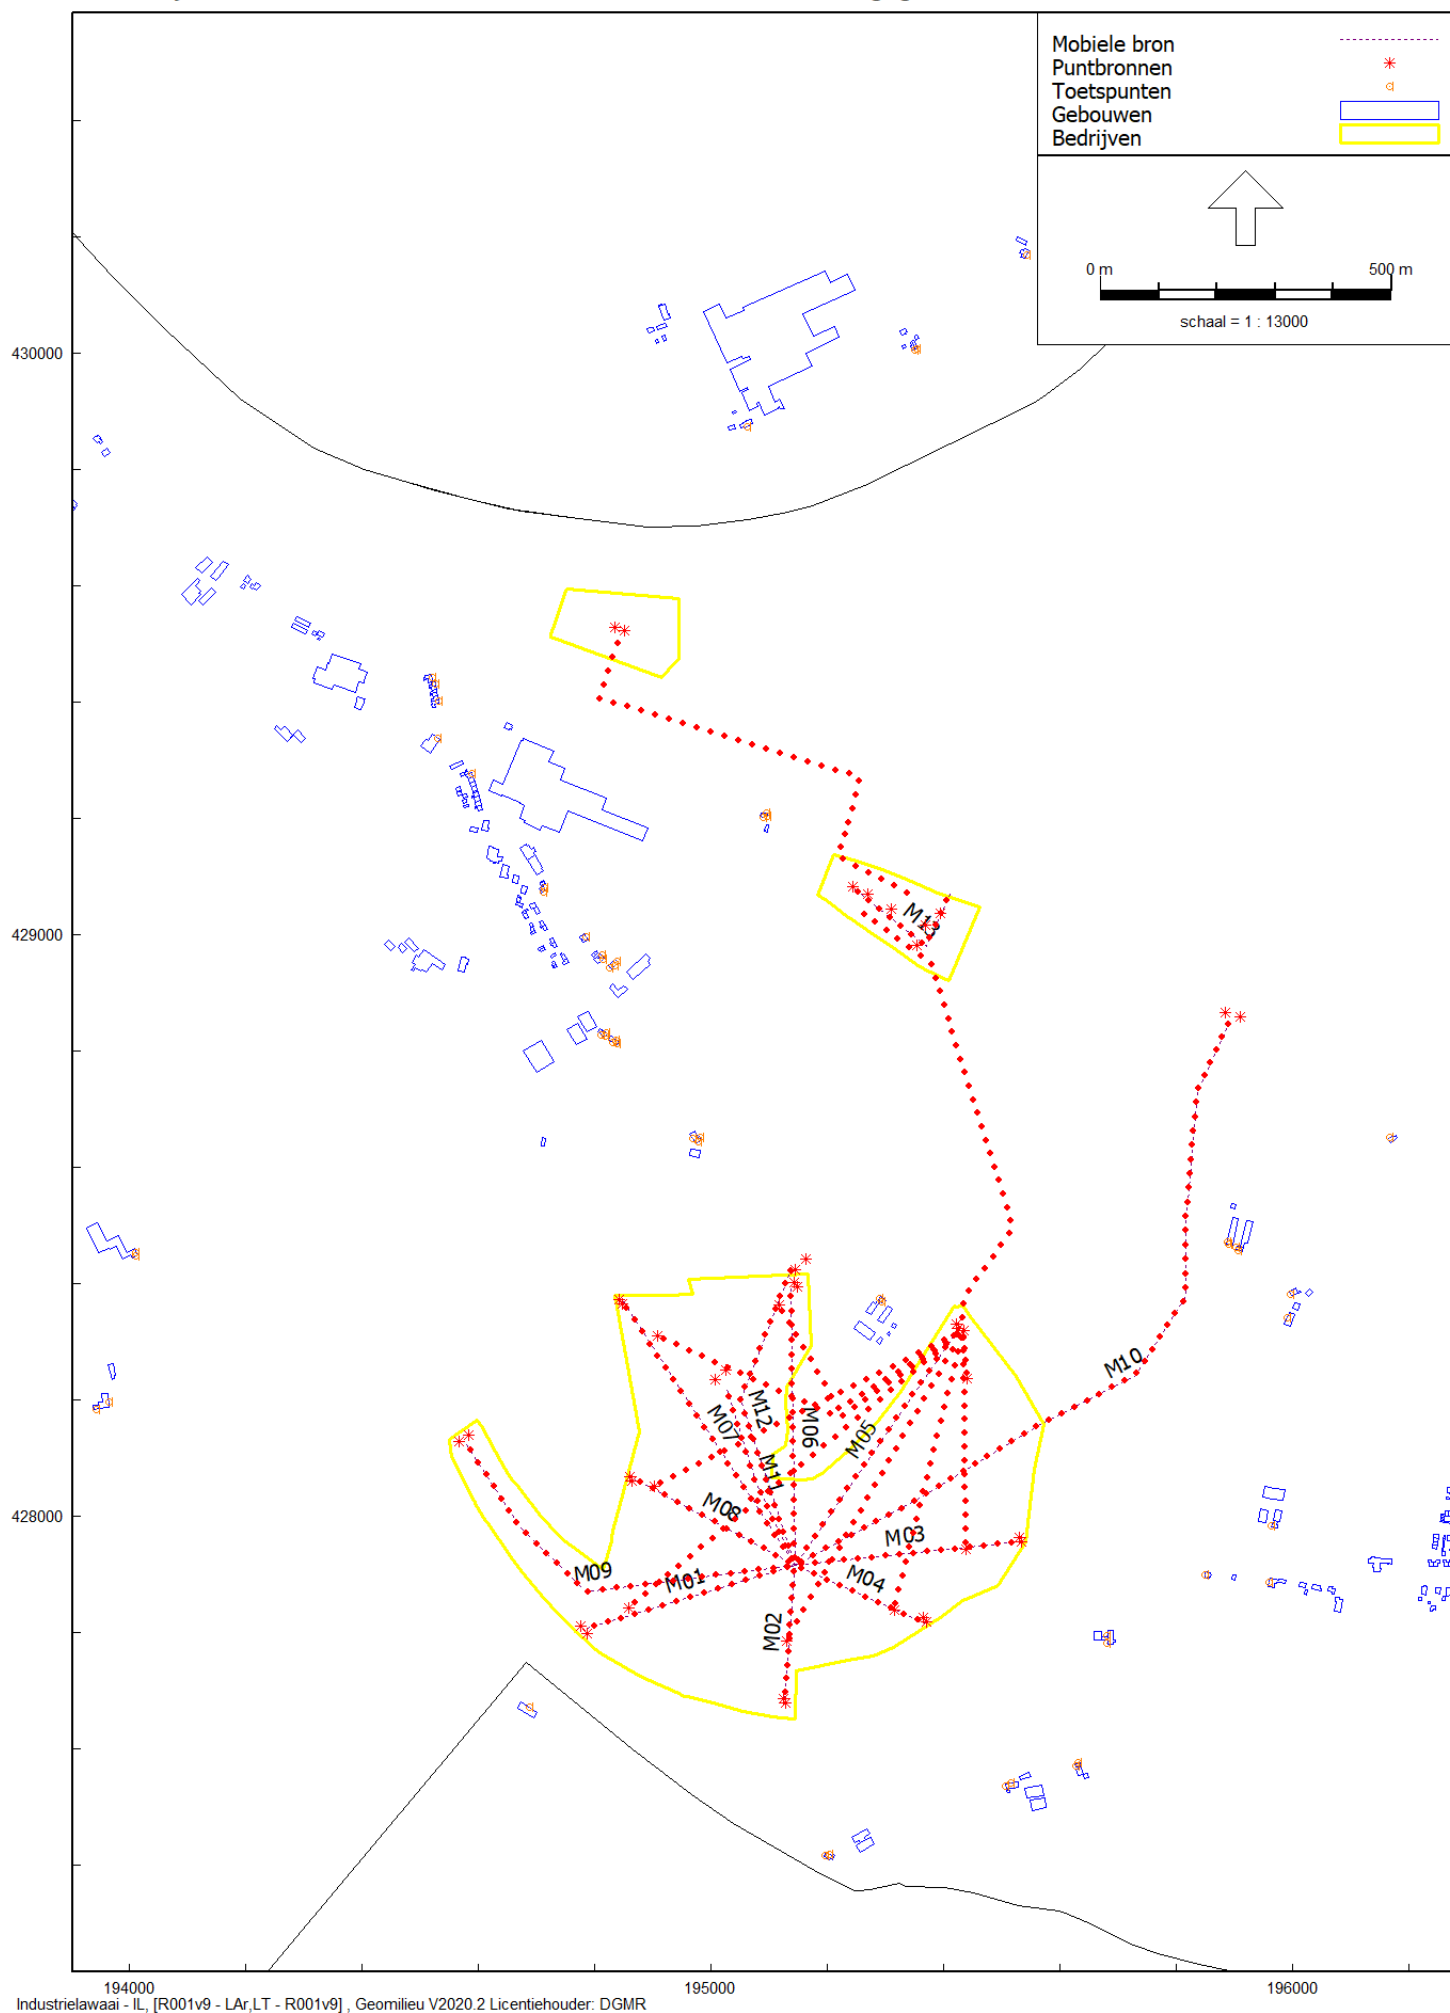 Mobiele bron
Puntbronnen
Toetspunten
Gebouwen
Bedrijven
0 m 500 m
schaal = 1 : 13000
430000
429000
M13
M10
M12
M07
M06
M05
M11
M08
M03
M09
M01
M04
M02
428000
194000 195000 196000
Industrielawaai - IL, [R001v9 - LAr,LT - R001v9] , Geomilieu V2020.2 Licentiehouder: DGMR